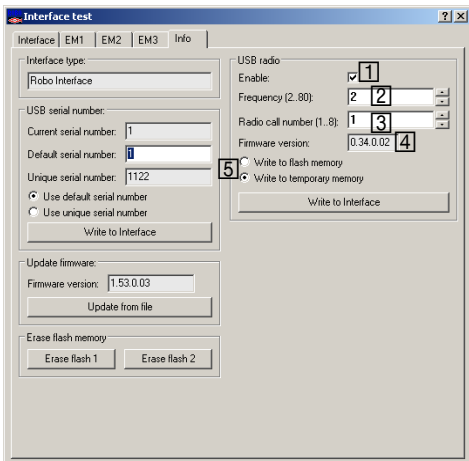 Interface test
Interface EM1 EM2 EM3 Info
Interface type:
Robo Interface
USB serial number:
Current serial number: 1
Default serial number: 1
Unique serial number: 1122
Use default serial number
Use unique serial number
Write to Interface
Update firmware:
Firmware version: 1.53.0.03
Update from file
Erase flash memory
Erase flash 1 Erase flash 2
USB radio
Enable: 1
Frequency (2..80): 2 2
Radio call number (1..8): 1 3
Firmware version: 0.34.0.02 4
Write to flash memory
5 Write to temporary memory
Write to Interface